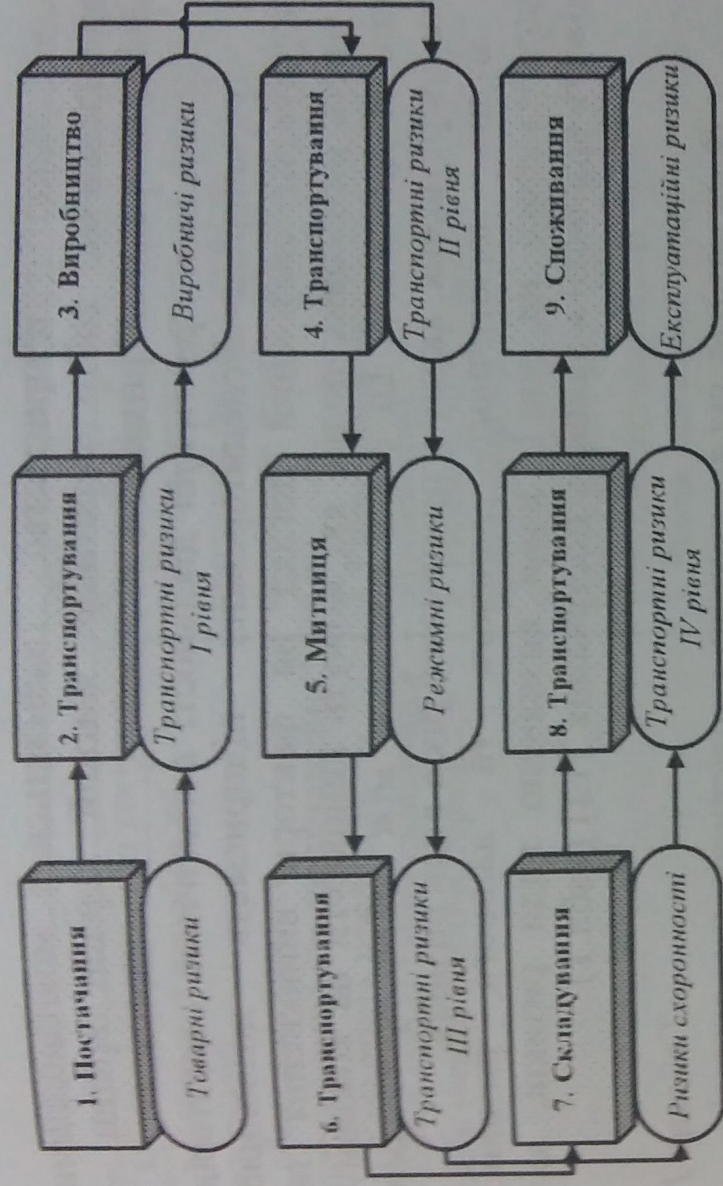 1. Постачання
Товарні ризики
2. Транспортування
Транспортні ризики
I рівня
3. Виробництво
Виробничі ризики
4. Транспортування
Транспортні ризики
II рівня
5. Митниця
Режимні ризики
6. Транспортування
Транспортні ризики
III рівня
7. Складування
Ризики схоронності
8. Транспортування
Транспортні ризики
IV рівня
9. Споживання
Експлуатаційні ризики